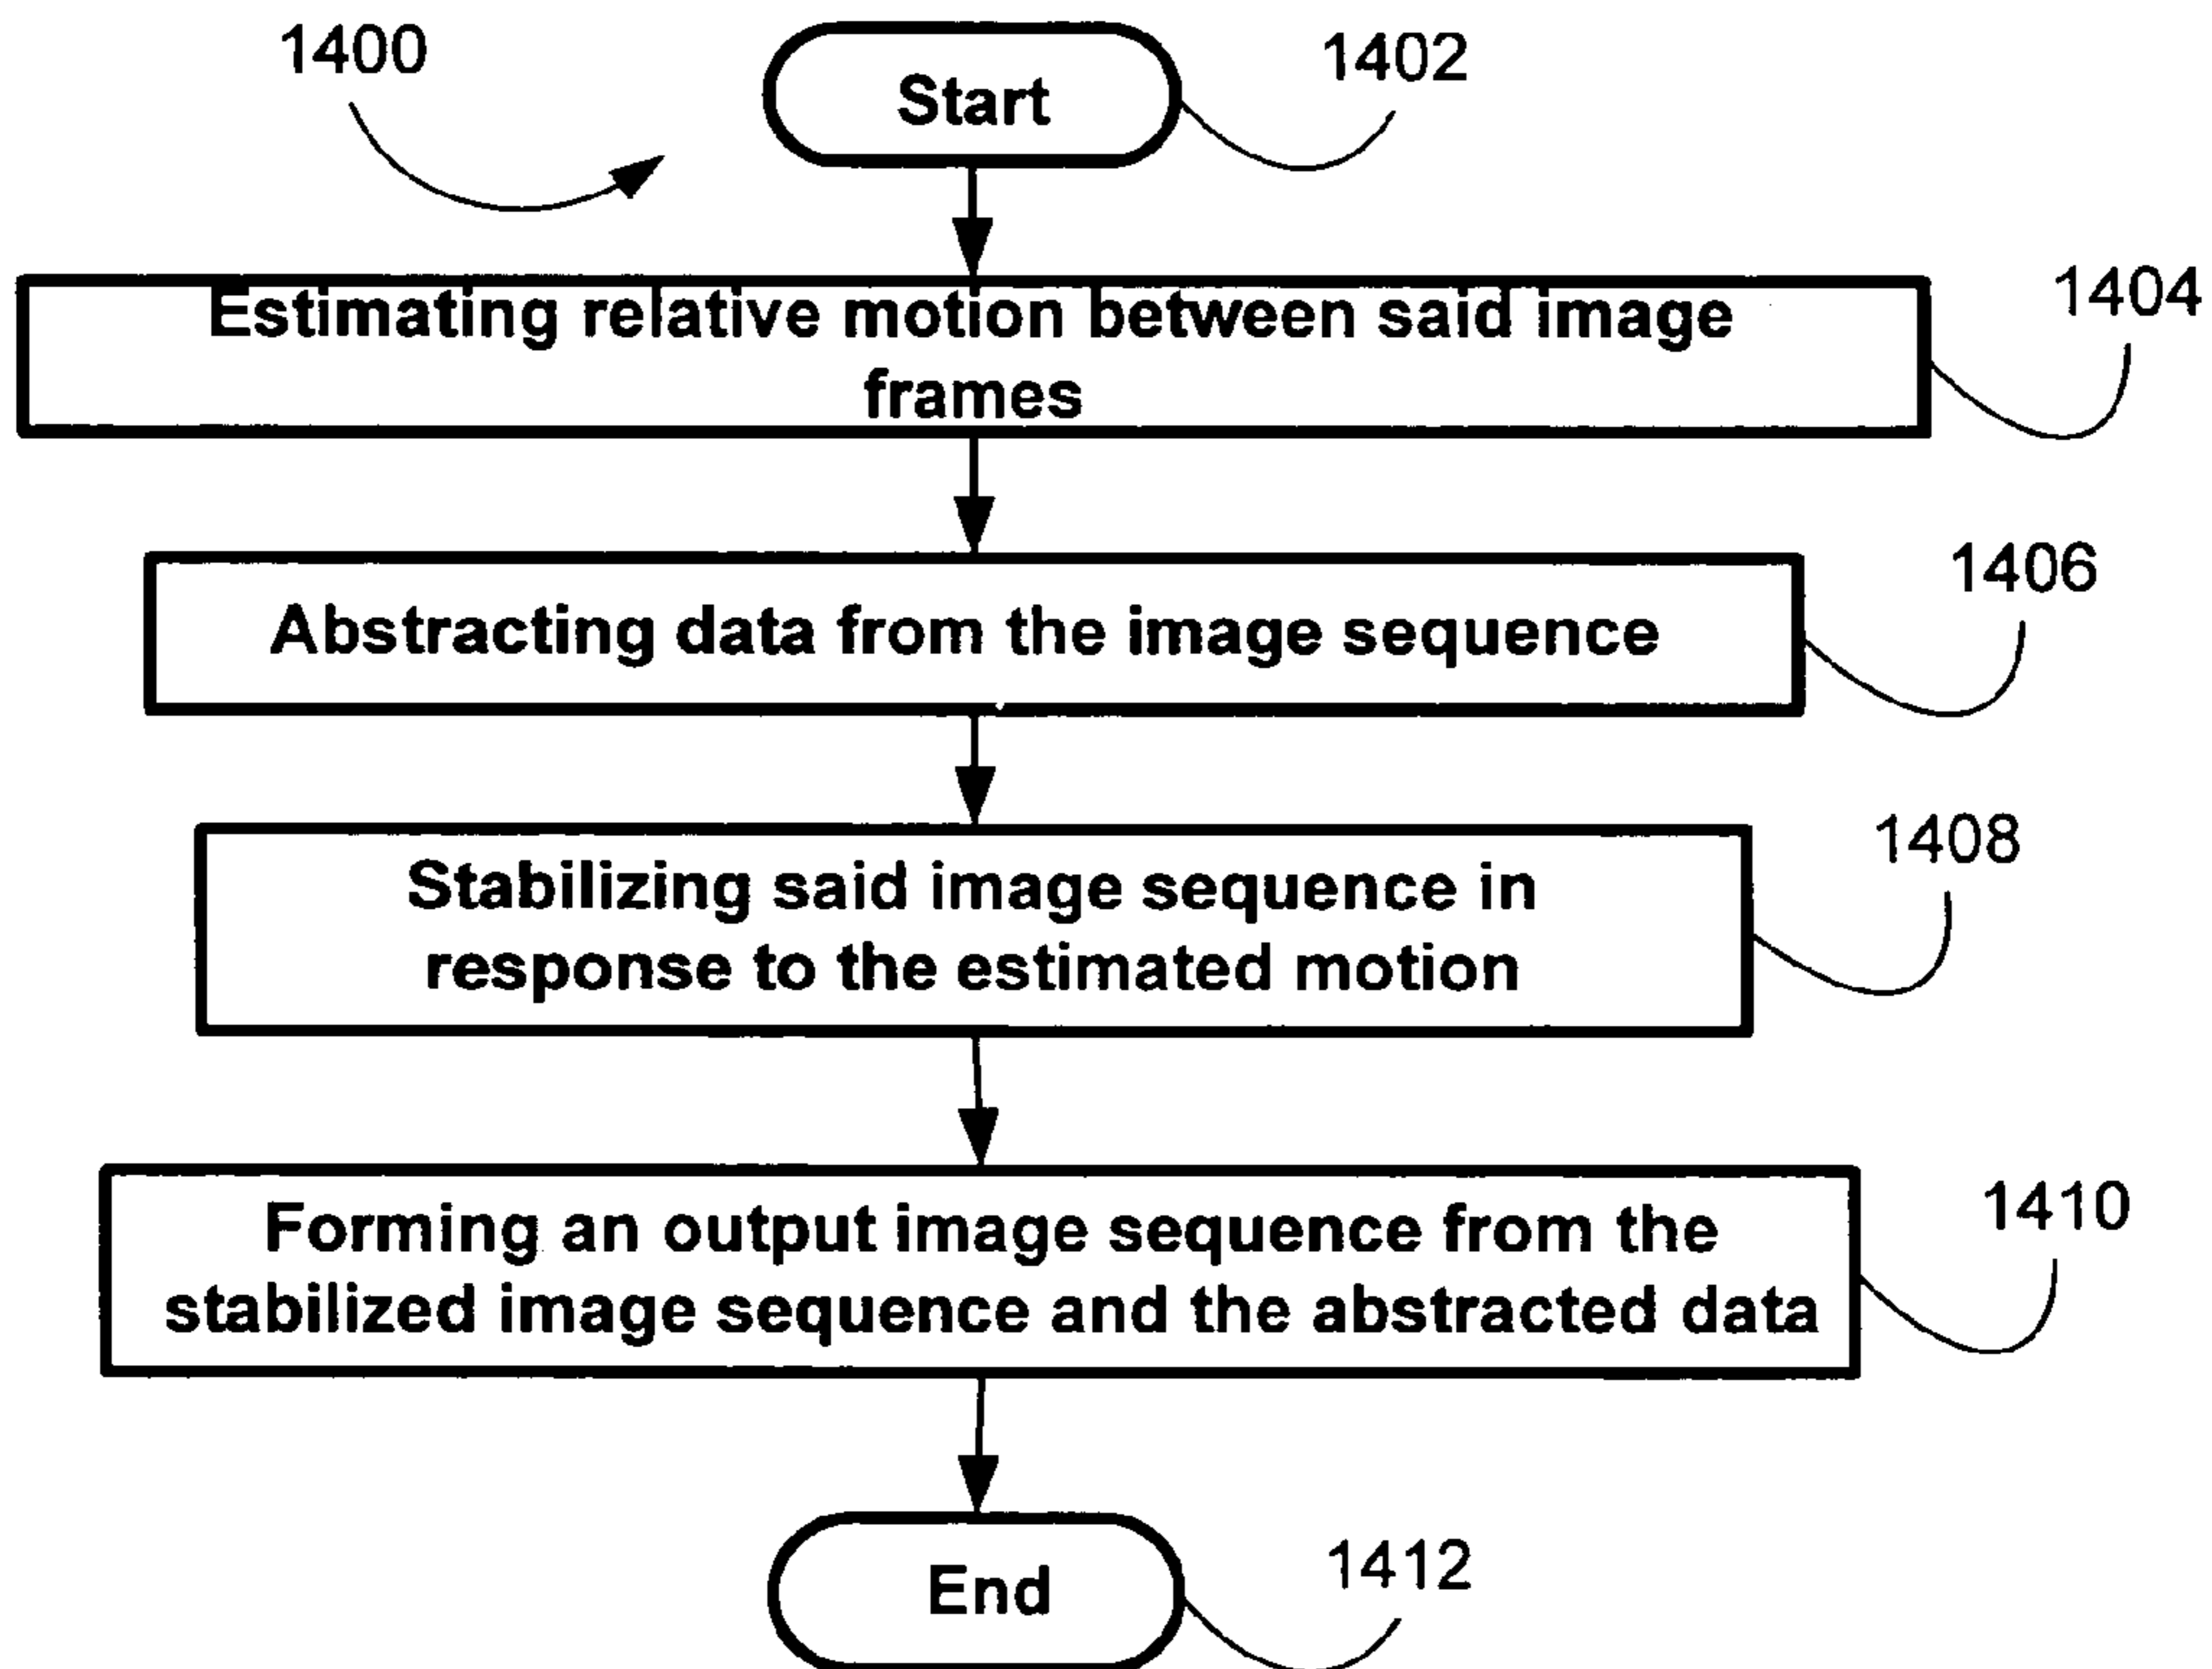 1400
Start
1402
Estimating relative motion between said image
frames
1404
Abstracting data from the image sequence
1406
Stabilizing said image sequence in
response to the estimated motion
1408
Forming an output image sequence from the
stabilized image sequence and the abstracted data
1410
End
1412